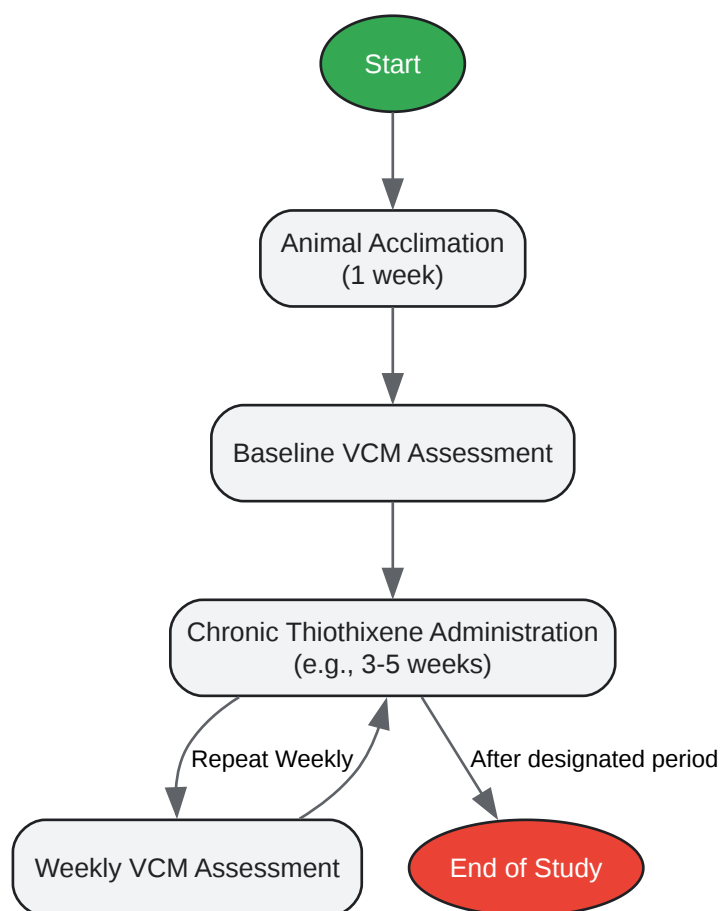 Start
Animal Acclimation
(1 week)
Baseline VCM Assessment
Chronic Thiothixene Administration
(e.g., 3-5 weeks)
Repeat Weekly
After designated period
Weekly VCM Assessment
End of Study